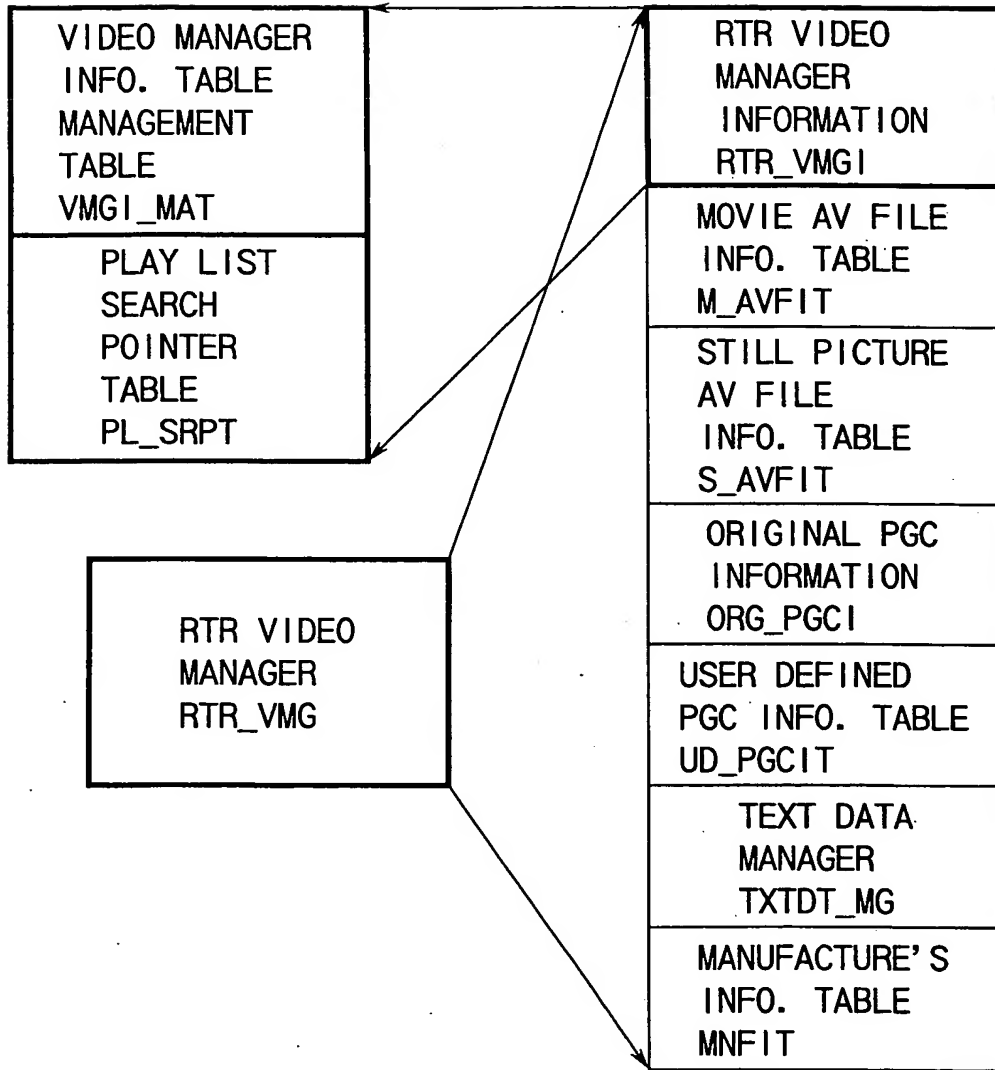 VIDEO MANAGER
INFO. TABLE
MANAGEMENT
TABLE
VMGI_MAT
PLAY LIST
SEARCH
POINTER
TABLE
PL_SRPT
RTR VIDEO
MANAGER
RTR_VMG
RTR VIDEO
MANAGER
INFORMATION
RTR_VMGI
MOVIE AV FILE
INFO. TABLE
M_AVFIT
STILL PICTURE
AV FILE
INFO. TABLE
S_AVFIT
ORIGINAL PGC
INFORMATION
ORG_PGCI
USER DEFINED
PGC INFO. TABLE
UD_PGCIT
TEXT DATA
MANAGER
TXTDT_MG
MANUFACTURE'S
INFO. TABLE
MNFIT